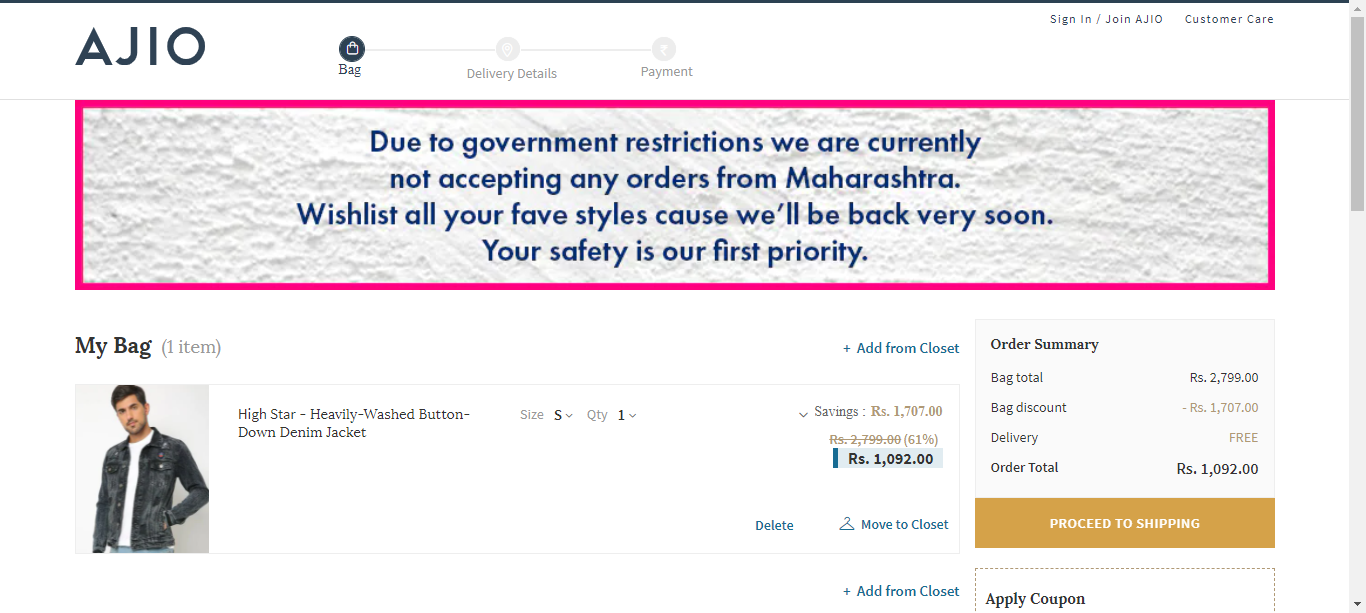 Sign In / Join AJIO Customer Care
AJIO
Bag
Delivery Details
Payment
Due to government restrictions we are currently
not accepting any orders from Maharashtra.
Wishlist all your fave styles cause we'll be back very soon.
Your safety is our first priority.
My Bag (1 item)
+ Add from Closet
High Star - Heavily-Washed Button-
Down Denim Jacket
Size S Qty 1
Savings : Rs. 1,707.00
Rs. 2,799.00 (61%)
Rs. 1,092.00
Delete
Move to Closet
+ Add from Closet
Order Summary
Bag total Rs. 2,799.00
Bag discount - Rs. 1,707.00
Delivery FREE
Order Total Rs. 1,092.00
PROCEED TO SHIPPING
Apply Coupon